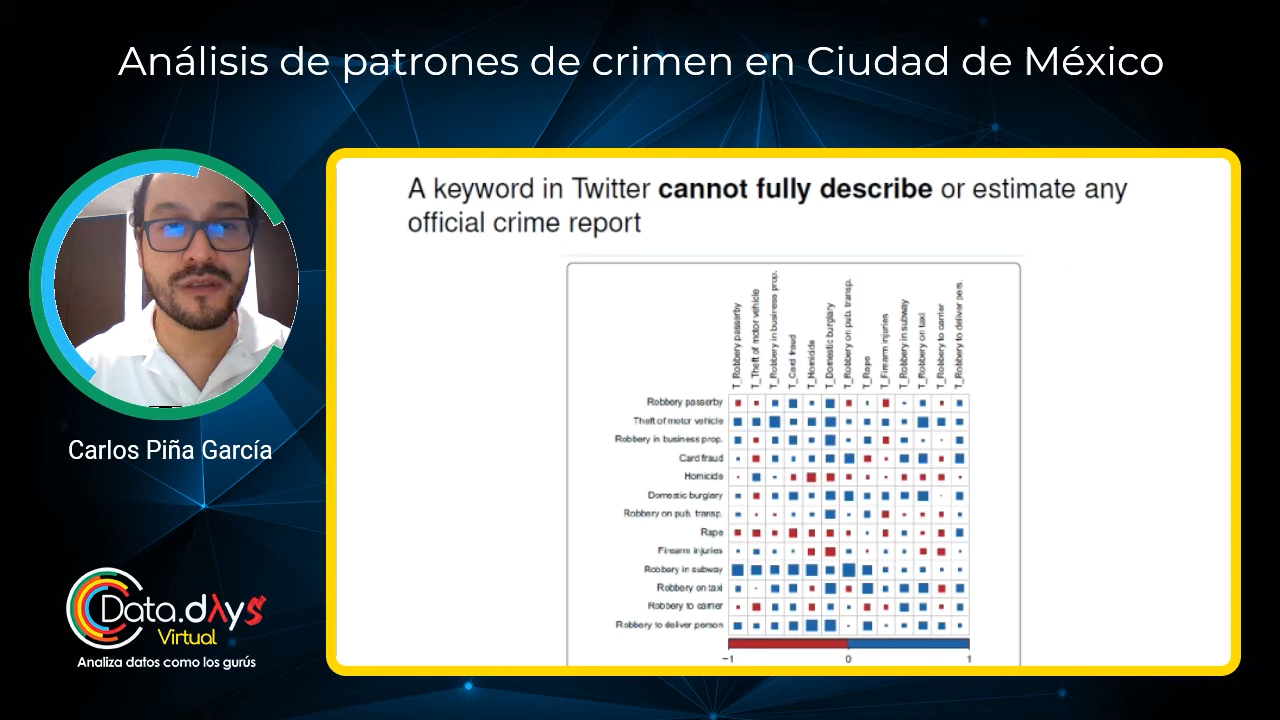 Análisis de patrones de crimen en Ciudad de México
A keyword in Twitter cannot fully describe or estimate any
official crime report
T_Robbery passerby
T_Theft of motor vehicle
T_Robbery in business prop.
T_Card fraud
T_Homicide
T_Domestic burglary
T_Robbery on pub. transp.
T_Rape
T_Firearm injuries
T_Robbery in subway
T_Robbery on taxi
T_Robbery to carrier
T_Robbery to deliver pers.
Robbery passerby
Theft of motor vehicle
Robbery in business prop.
Card fraud
Homicide
Domestic burglary
Robbery on pub. transp.
Rape
Firearm injuries
Robbery in subway
Robbery on taxi
Robbery to carrier
Robbery to deliver person
−1 0 1
Carlos Piña García
Data.dAys
Virtual
Analiza datos como los gurús